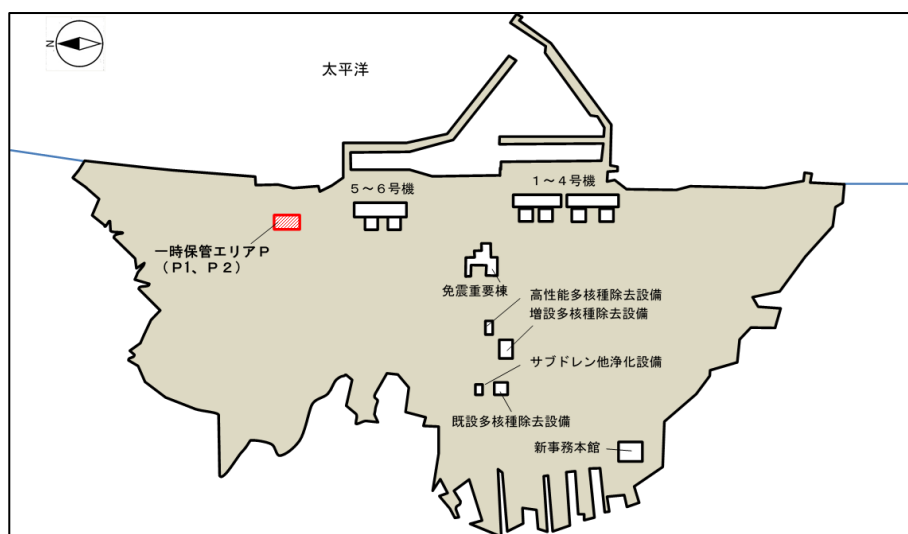 N
太平洋
5～6号機
1～4号機
一時保管エリアP
（P1、P2）
免震重要棟
高性能多核種除去設備
増設多核種除去設備
サブドレン他浄化設備
既設多核種除去設備
新事務本館